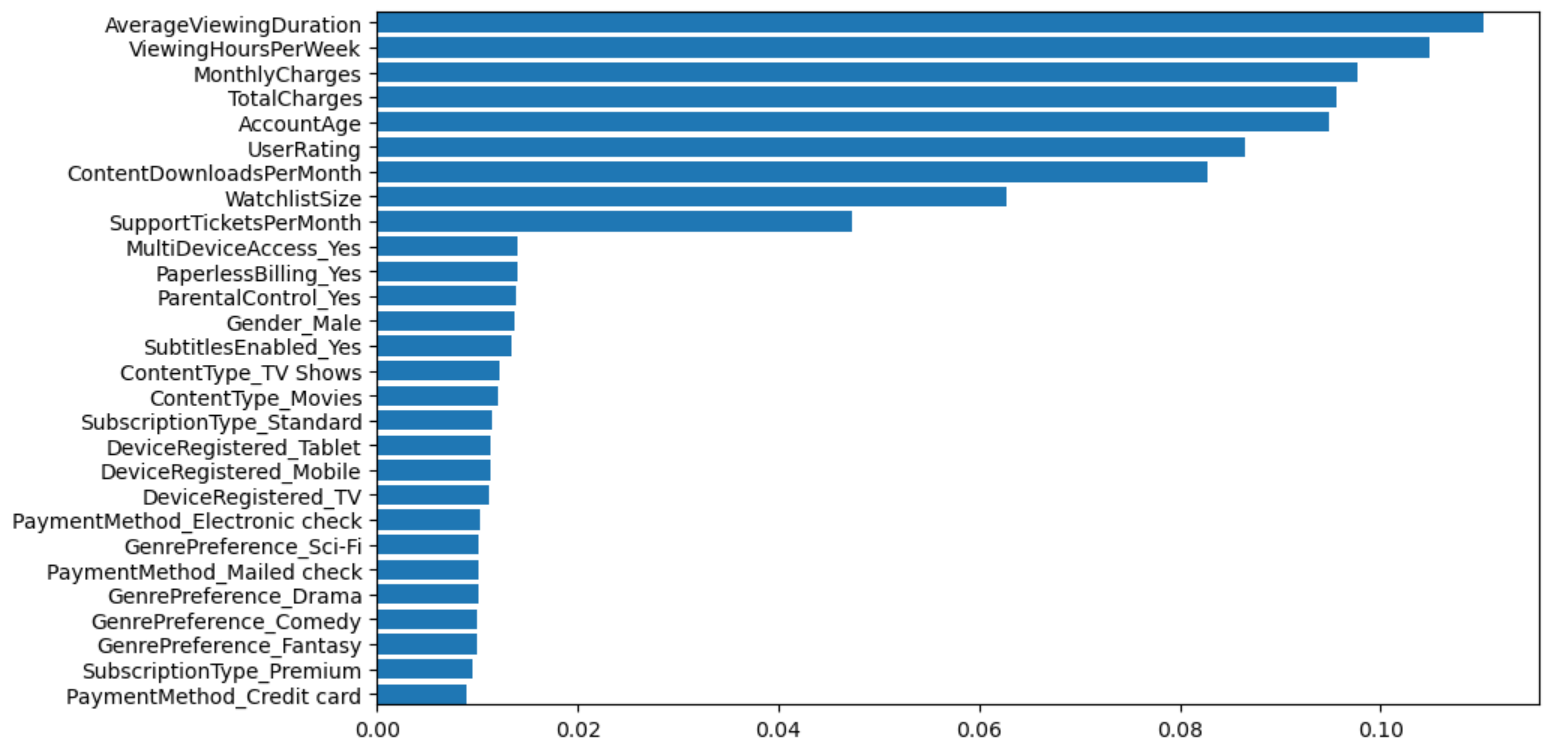 AverageViewingDuration
ViewingHoursPerWeek
MonthlyCharges
TotalCharges
AccountAge
UserRating
ContentDownloadsPerMonth
WatchlistSize
SupportTicketsPerMonth
MultiDeviceAccess_Yes
PaperlessBilling_Yes
ParentalControl_Yes
Gender_Male
SubtitlesEnabled_Yes
ContentType_TV Shows
ContentType_Movies
SubscriptionType_Standard
DeviceRegistered_Tablet
DeviceRegistered_Mobile
DeviceRegistered_TV
PaymentMethod_Electronic check
GenrePreference_Sci-Fi
PaymentMethod_Mailed check
GenrePreference_Drama
GenrePreference_Comedy
GenrePreference_Fantasy
SubscriptionType_Premium
PaymentMethod_Credit card
0.00 0.02 0.04 0.06 0.08 0.10